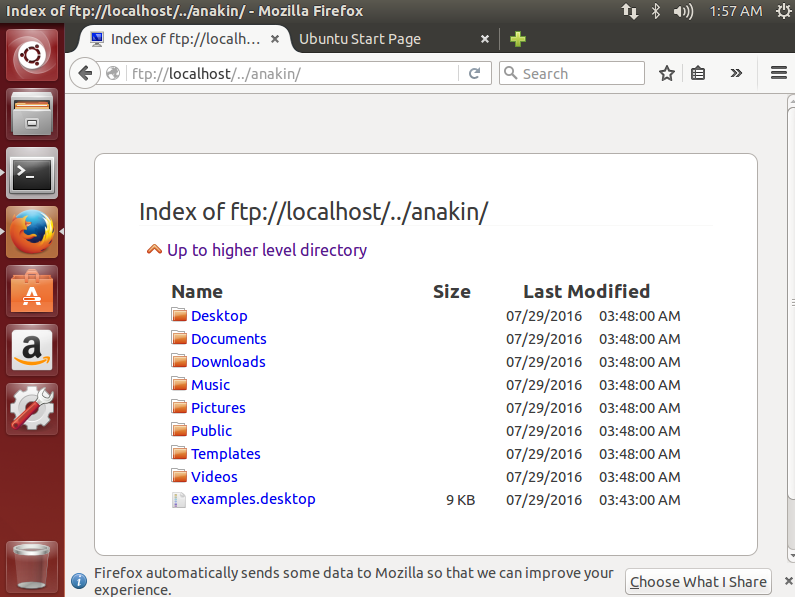 Index of ftp://localhost/../anakin/ - Mozilla Firefox 1:57 AM
Index of ftp://localh... × Ubuntu Start Page ×
ftp://localhost/../anakin/ Search
Index of ftp://localhost/../anakin/
Up to higher level directory
Name Size Last Modified
Desktop 07/29/2016 03:48:00 AM
Documents 07/29/2016 03:48:00 AM
Downloads 07/29/2016 03:48:00 AM
Music 07/29/2016 03:48:00 AM
Pictures 07/29/2016 03:48:00 AM
Public 07/29/2016 03:48:00 AM
Templates 07/29/2016 03:48:00 AM
Videos 07/29/2016 03:48:00 AM
examples.desktop 9 KB 07/29/2016 03:43:00 AM
Firefox automatically sends some data to Mozilla so that we can improve your
experience.
Choose What I Share ×